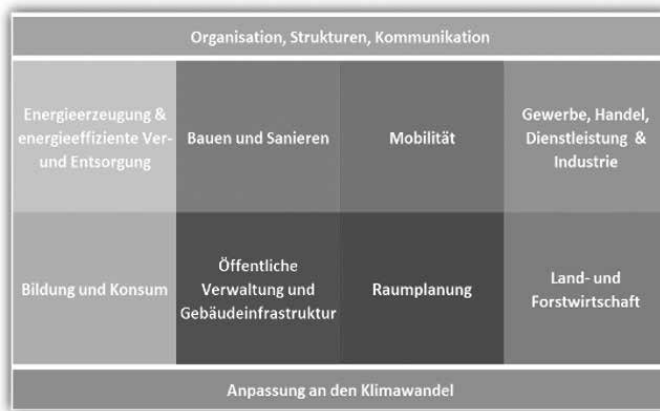 Organisation, Strukturen, Kommunikation
Energieerzeugung &
energieeffiziente Ver-
und Entsorgung
Bauen und Sanieren
Mobilität
Gewerbe, Handel,
Dienstleistung &
Industrie
Bildung und Konsum
Öffentliche
Verwaltung und
Gebäudeinfrastruktur
Raumplanung
Land- und
Forstwirtschaft
Anpassung an den Klimawandel